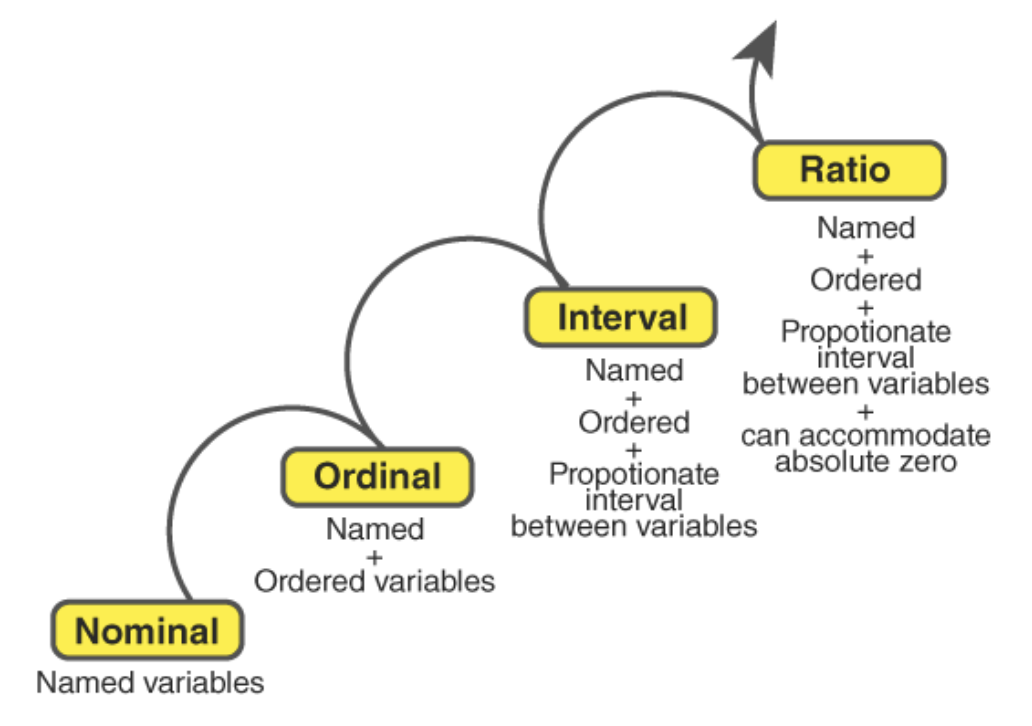 Ratio
Named
+
Ordered
+
Propotionate
interval
between variables
+
can accommodate
absolute zero
Interval
Named
+
Ordered
+
Propotionate
interval
between variables
Ordinal
Named
+
Ordered variables
Nominal
Named variables